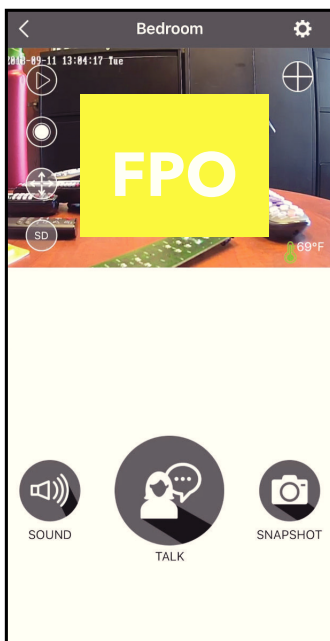 Bedroom
2018-09-11 13:04:17 Tue
FPO
SD
69°F
SOUND
TALK
SNAPSHOT